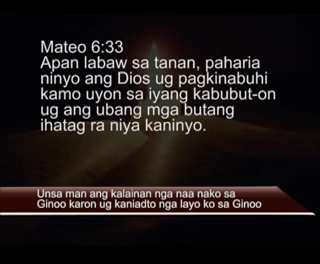 Mateo 6:33
Apan labaw sa tanan, paharia
ninyo ang Dios ug pagkinabuhi
kamo uyon sa iyang kabubut-on
ug ang ubang mga butang
ihatag ra niya kaninyo.
Unsa man ang kalainan nga naa nako sa
Ginoo karon ug kaniadto nga layo ko sa Ginoo